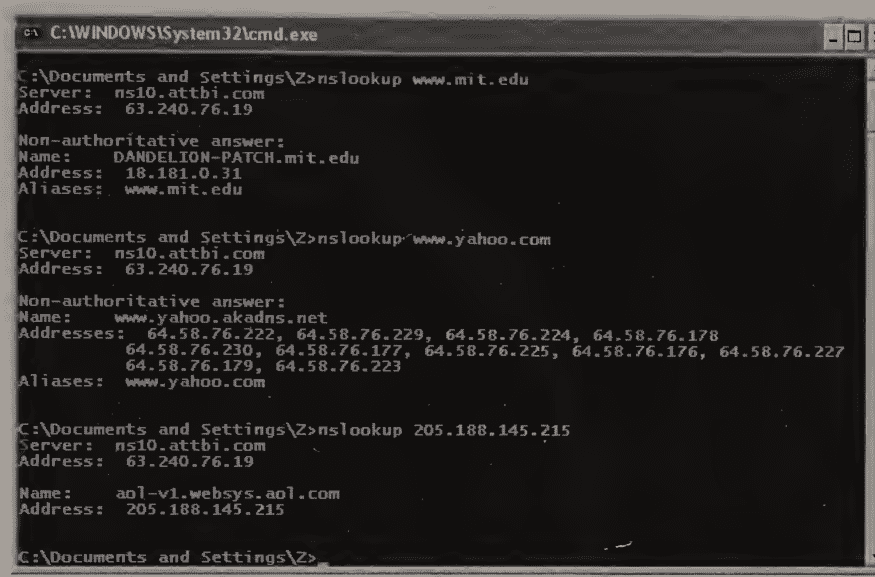 C:\WINDOWS\System32\cmd.exe
C:\Documents and Settings\Z>nslookup www.mit.edu
Server:  ns10.attbi.com
Address:  63.240.76.19
Non-authoritative answer:
Name:    DANDELION-PATCH.mit.edu
Address:  18.181.0.31
Aliases:  www.mit.edu
C:\Documents and Settings\Z>nslookup www.yahoo.com
Server:  ns10.attbi.com
Address:  63.240.76.19
Non-authoritative answer:
Name:    www.yahoo.akadns.net
Addresses:  64.58.76.222, 64.58.76.229, 64.58.76.224, 64.58.76.178
64.58.76.230, 64.58.76.177, 64.58.76.225, 64.58.76.176, 64.58.76.227
64.58.76.179, 64.58.76.223
Aliases:  www.yahoo.com
C:\Documents and Settings\Z>nslookup 205.188.145.215
Server:  ns10.attbi.com
Address:  63.240.76.19
Name:    aol-v1.websys.aol.com
Address:  205.188.145.215
C:\Documents and Settings\Z>_